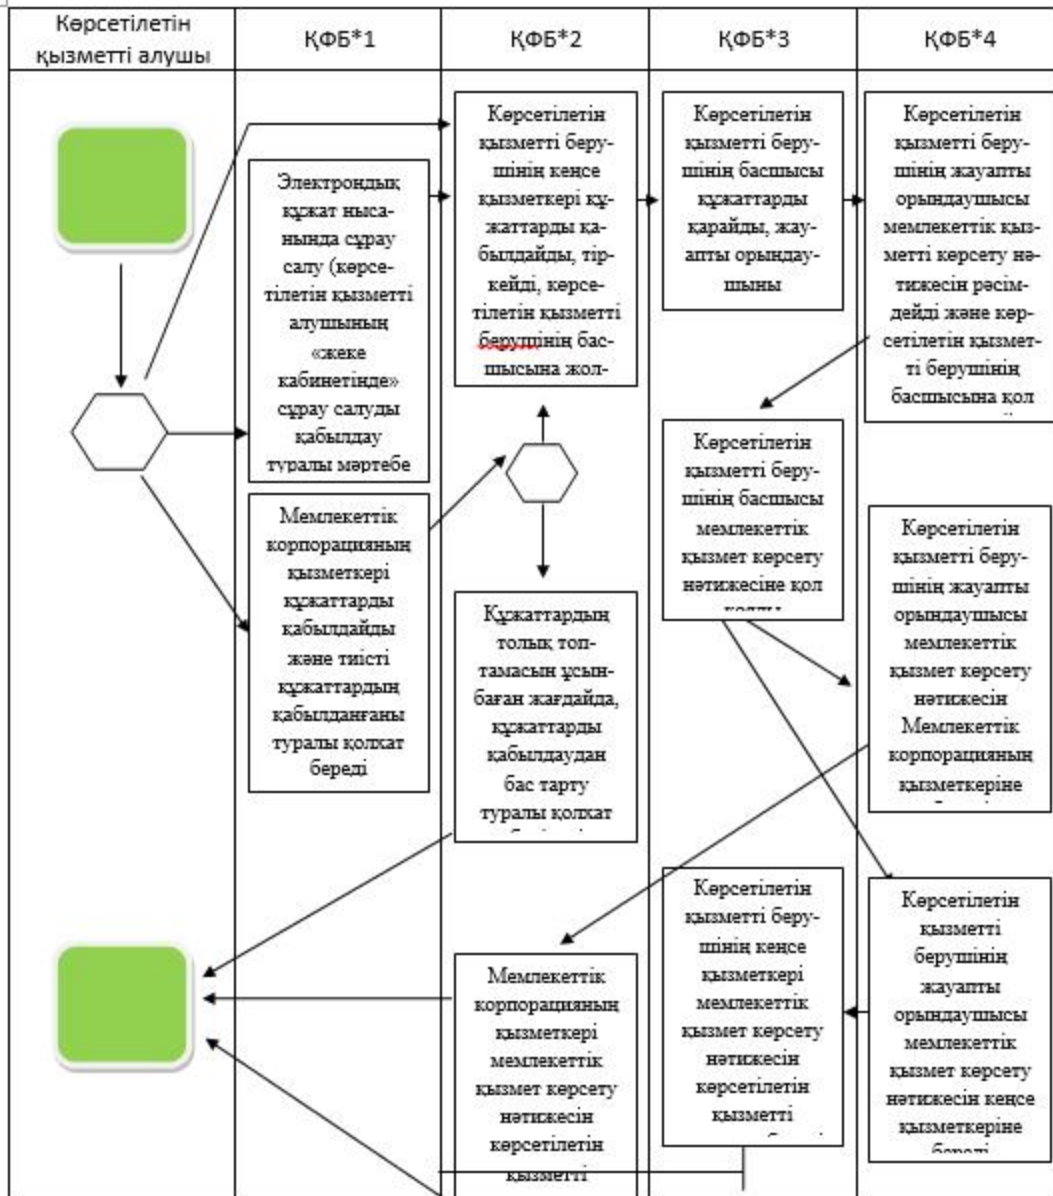 Көрсетілетін
қызметті алушы
ҚФБ*1
ҚФБ*2
ҚФБ*3
ҚФБ*4
Электрондық
құжат ныса-
нында сұрау
салу (көрсе-
тілетін қызметті
алушының
«жеке
кабинетінде»
сұрау салуды
қабылдау
туралы мәртебе
Мемлекеттік
корпорацияның
қызметкері
құжаттарды
қабылдайды
және тиісті
құжаттардың
қабылданғаны
туралы қолхат
береді
Көрсетілетін
қызметті беру-
шінің кеңсе
қызметкері құ-
жаттарды қа-
былдайды, тір-
кейді, көрсе-
тілетін қызметті
берушінің бас-
шысына жол-
Құжаттардың
толық топ-
тамасын ұсын-
баған жағдайда,
құжаттарды
қабылдаудан
бас тарту
туралы қолхат
Мемлекеттік
корпорацияның
қызметкері
мемлекеттік
қызмет көрсету
нәтижесін
көрсетілетін
қызметті
Көрсетілетін
қызметті беру-
шінің басшысы
құжаттарды
қарайды, жау-
апты орындау-
шыны
Көрсетілетін
қызметті беру-
шінің басшысы
мемлекеттік
қызмет көрсету
нәтижесіне қол
Көрсетілетін
қызметті беру-
шінің кеңсе
қызметкері
мемлекеттік
қызмет көрсету
нәтижесін
көрсетілетін
қызметті
Көрсетілетін
қызметті беру-
шінің жауапты
орындаушысы
мемлекеттік қыз-
метті көрсету нә-
тижесін рәсім-
дейді және көр-
сетілетін қызмет-
ті берушінің
басшысына қол
Көрсетілетін
қызметті беру-
шінің жауапты
орындаушысы
мемлекеттік
қызмет көрсету
нәтижесін
Мемлекеттік
корпорацияның
қызметкеріне
Көрсетілетін
қызметті
берушінің
жауапты
орындаушысы
мемлекеттік
қызмет көрсету
нәтижесін кеңсе
қызметкеріне